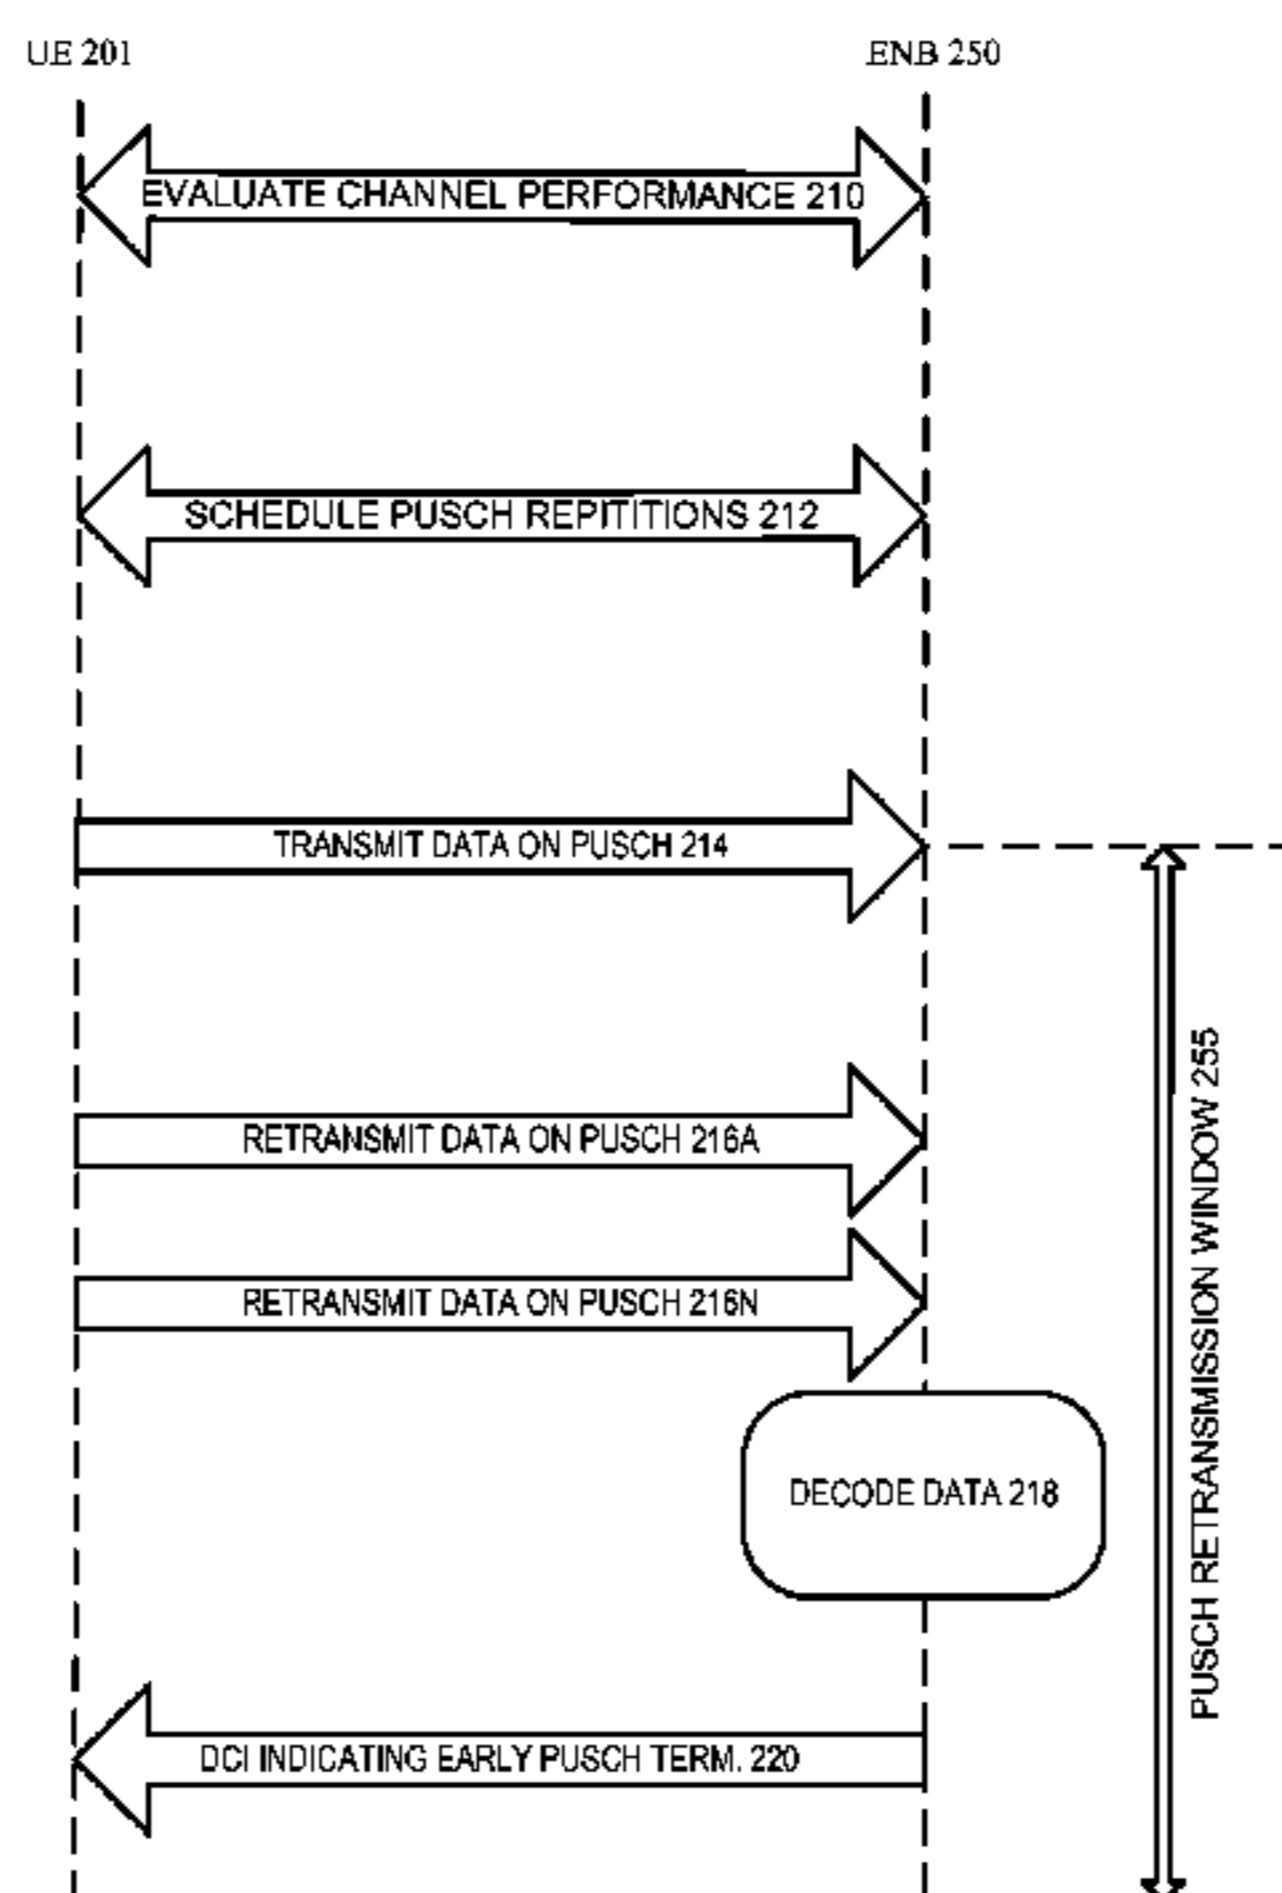 UE 201
ENB 250
EVALUATE CHANNEL PERFORMANCE 210
SCHEDULE PUSCH REPITITIONS 212
TRANSMIT DATA ON PUSCH 214
RETRANSMIT DATA ON PUSCH 216A
RETRANSMIT DATA ON PUSCH 216N
DECODE DATA 218
DCI INDICATING EARLY PUSCH TERM. 220
PUSCH RETRANSMISSION WINDOW 255